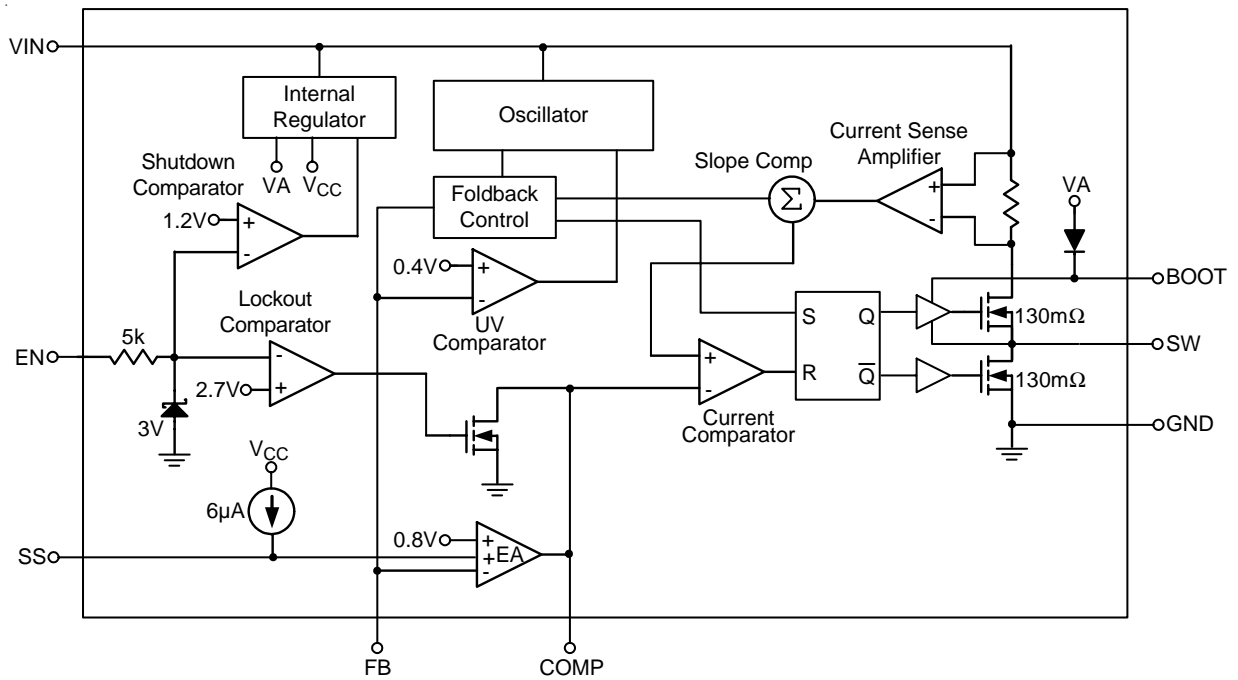 VIN
Internal
Regulator
Oscillator
Current Sense
Amplifier
Slope Comp
Shutdown
Comparator
VA
VCC
Foldback
Control
Σ
+
-
VA
1.2V
+
-
0.4V
+
-
BOOT
Lockout
Comparator
UV
Comparator
S
Q
130mΩ
EN
5k
-
+
2.7V
+
-
R
Q̅
SW
130mΩ
3V
Current
Comparator
GND
VCC
6µA
0.8V
+
+
-
EA
SS
FB
COMP